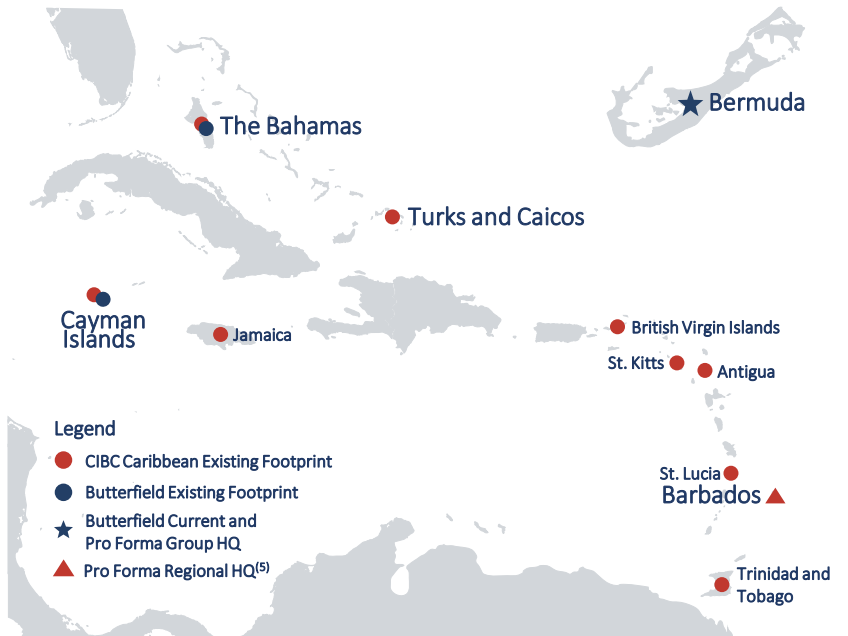 Bermuda
The Bahamas
Turks and Caicos
Cayman
Islands
Jamaica
British Virgin Islands
St. Kitts
Antigua
Legend
CIBC Caribbean Existing Footprint
Butterfield Existing Footprint
Butterfield Current and
Pro Forma Group HQ
Pro Forma Regional HQ(5)
St. Lucia
Barbados
Trinidad and
Tobago